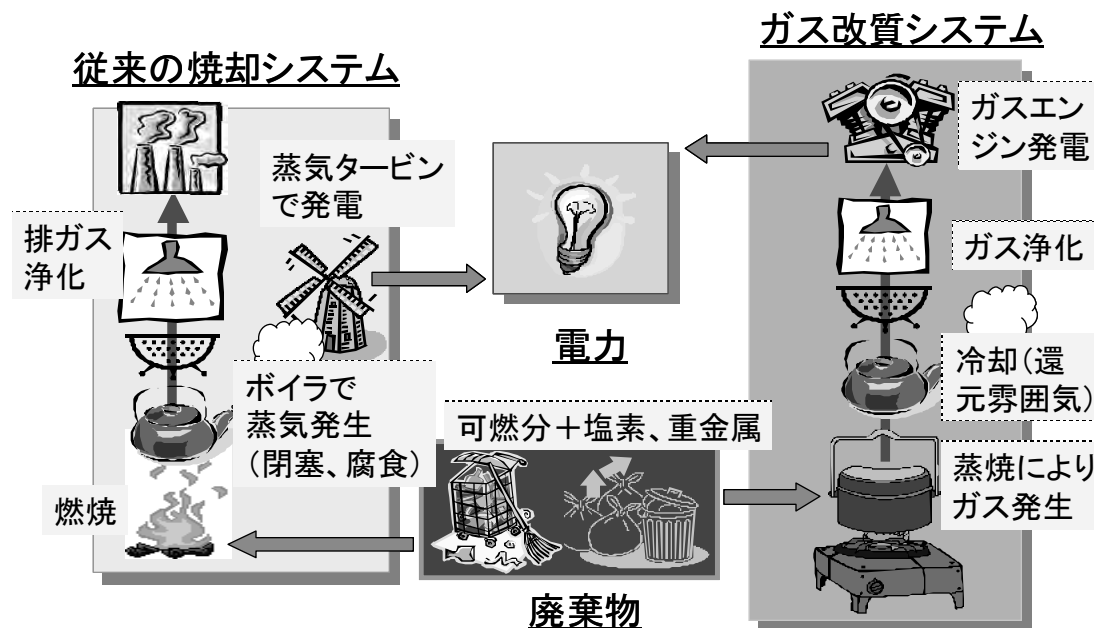 ガス改質システム
従来の焼却システム
ガスエン
ジン発電
蒸気タービン
で発電
排ガス
浄化
ガス浄化
電力
冷却(還
元雰囲気)
ボイラで
蒸気発生
(閉塞、腐食)
可燃分+塩素、重金属
蒸焼により
ガス発生
燃焼
廃棄物